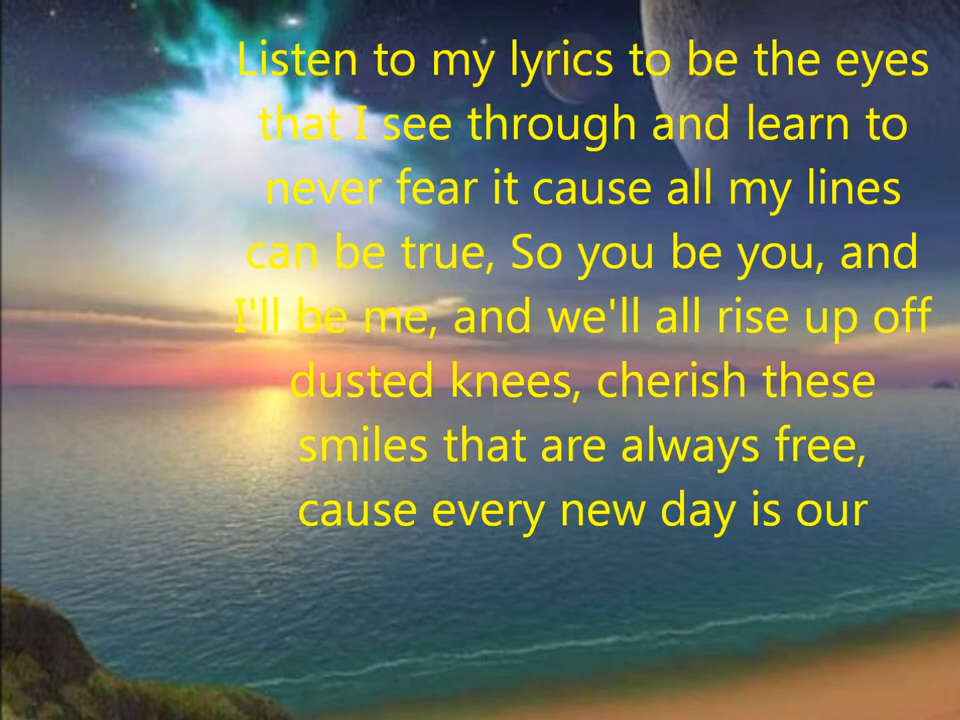 Listen to my lyrics to be the eyes
that I see through and learn to
never fear it cause all my lines
can be true, So you be you, and
I'll be me, and we'll all rise up off
dusted knees, cherish these
smiles that are always free,
cause every new day is our